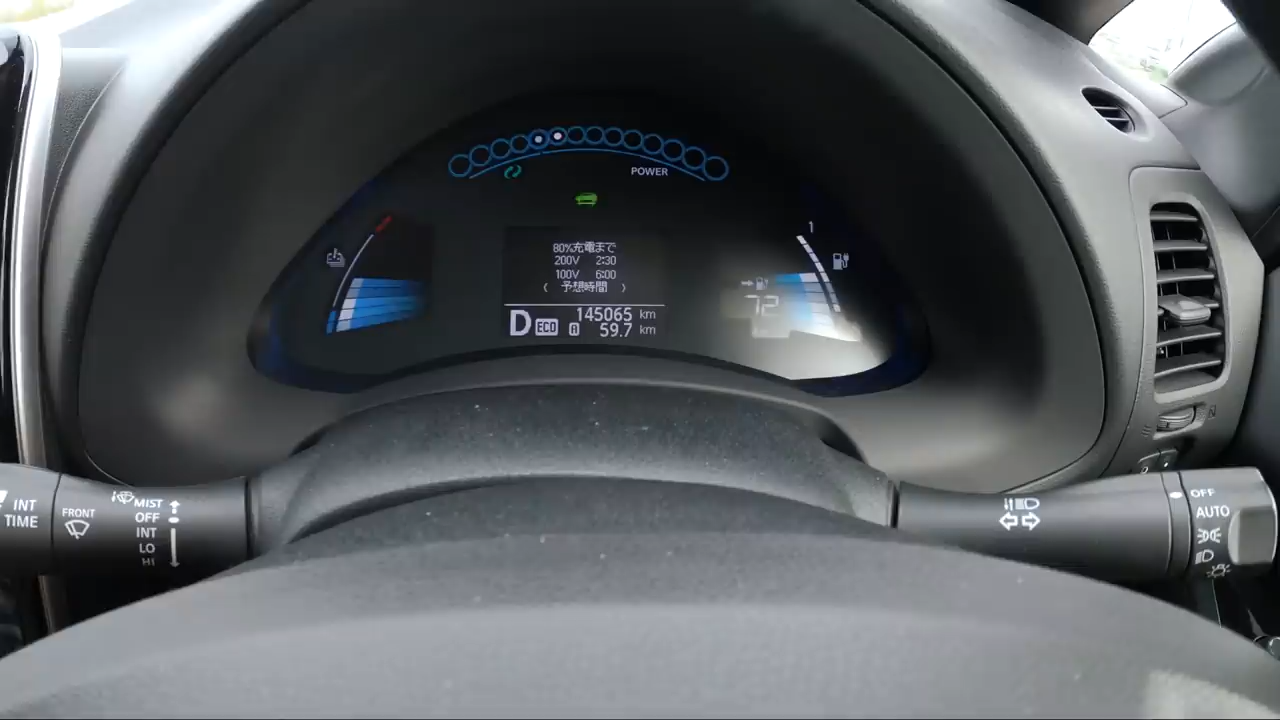 POWER
1
80%充電まで
200V 2:30
100V 6:00
〈 予想時間 〉
72
D ECO 145065 km
A 59.7 km
INT
TIME
FRONT
MIST
OFF
INT
LO
HI
OFF
AUTO